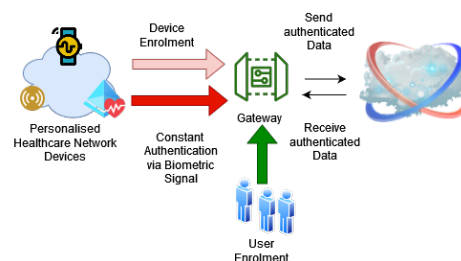 Device
Enrolment
Send
authenticated
Data
Personalised
Healthcare Network
Devices
Constant
Authentication
via Biometric
Signal
Gateway
Receive
authenticated
Data
User
Enrolment